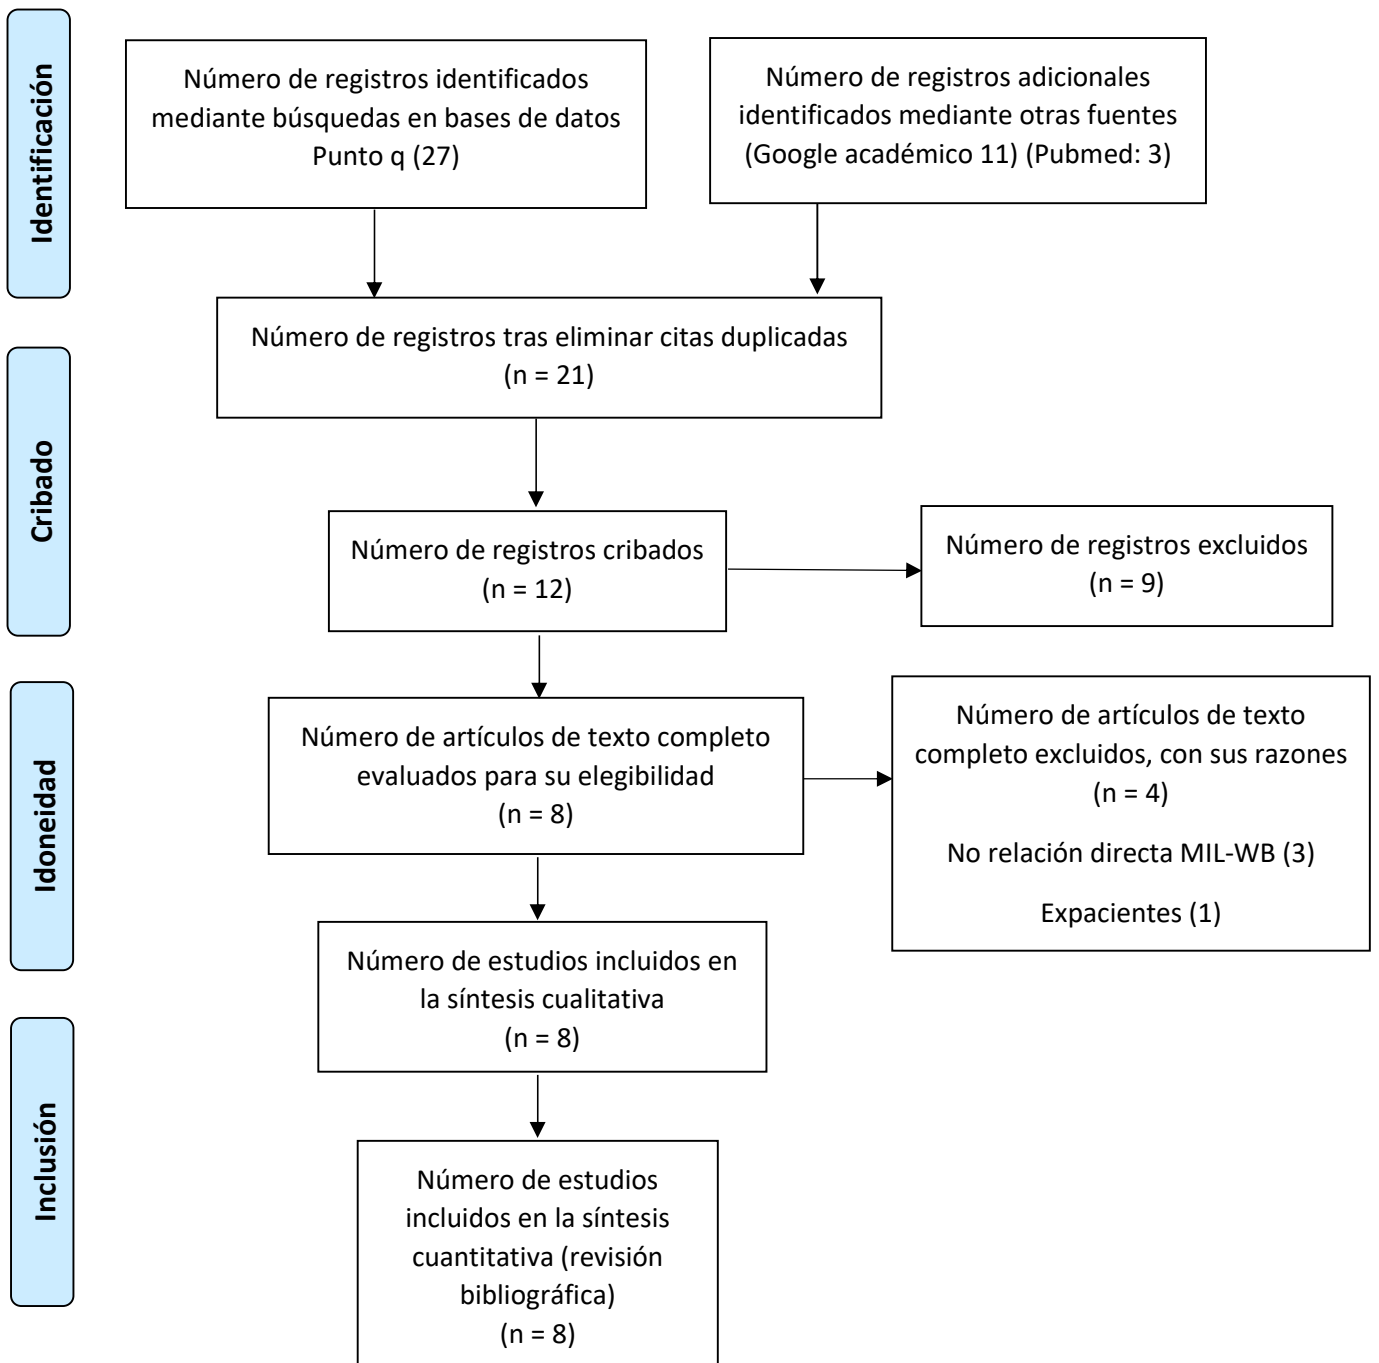 Identificación
Número de registros identificados
mediante búsquedas en bases de datos
Punto q (27)
Número de registros adicionales
identificados mediante otras fuentes
(Google académico 11) (Pubmed: 3)
Número de registros tras eliminar citas duplicadas
(n = 21)
Cribado
Número de registros cribados
(n = 12)
Número de registros excluidos
(n = 9)
Idoneidad
Número de artículos de texto completo
evaluados para su elegibilidad
(n = 8)
Número de artículos de texto
completo excluidos, con sus razones
(n = 4)
No relación directa MIL-WB (3)
Expacientes (1)
Número de estudios incluidos en
la síntesis cualitativa
(n = 8)
Inclusión
Número de estudios
incluidos en la síntesis
cuantitativa (revisión
bibliográfica)
(n = 8)